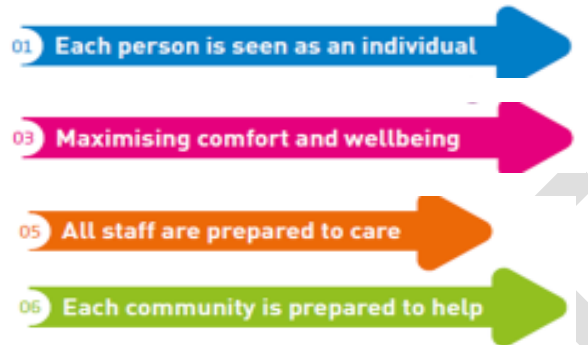 01 Each person is seen as an individual
03 Maximising comfort and wellbeing
05 All staff are prepared to care
06 Each community is prepared to help